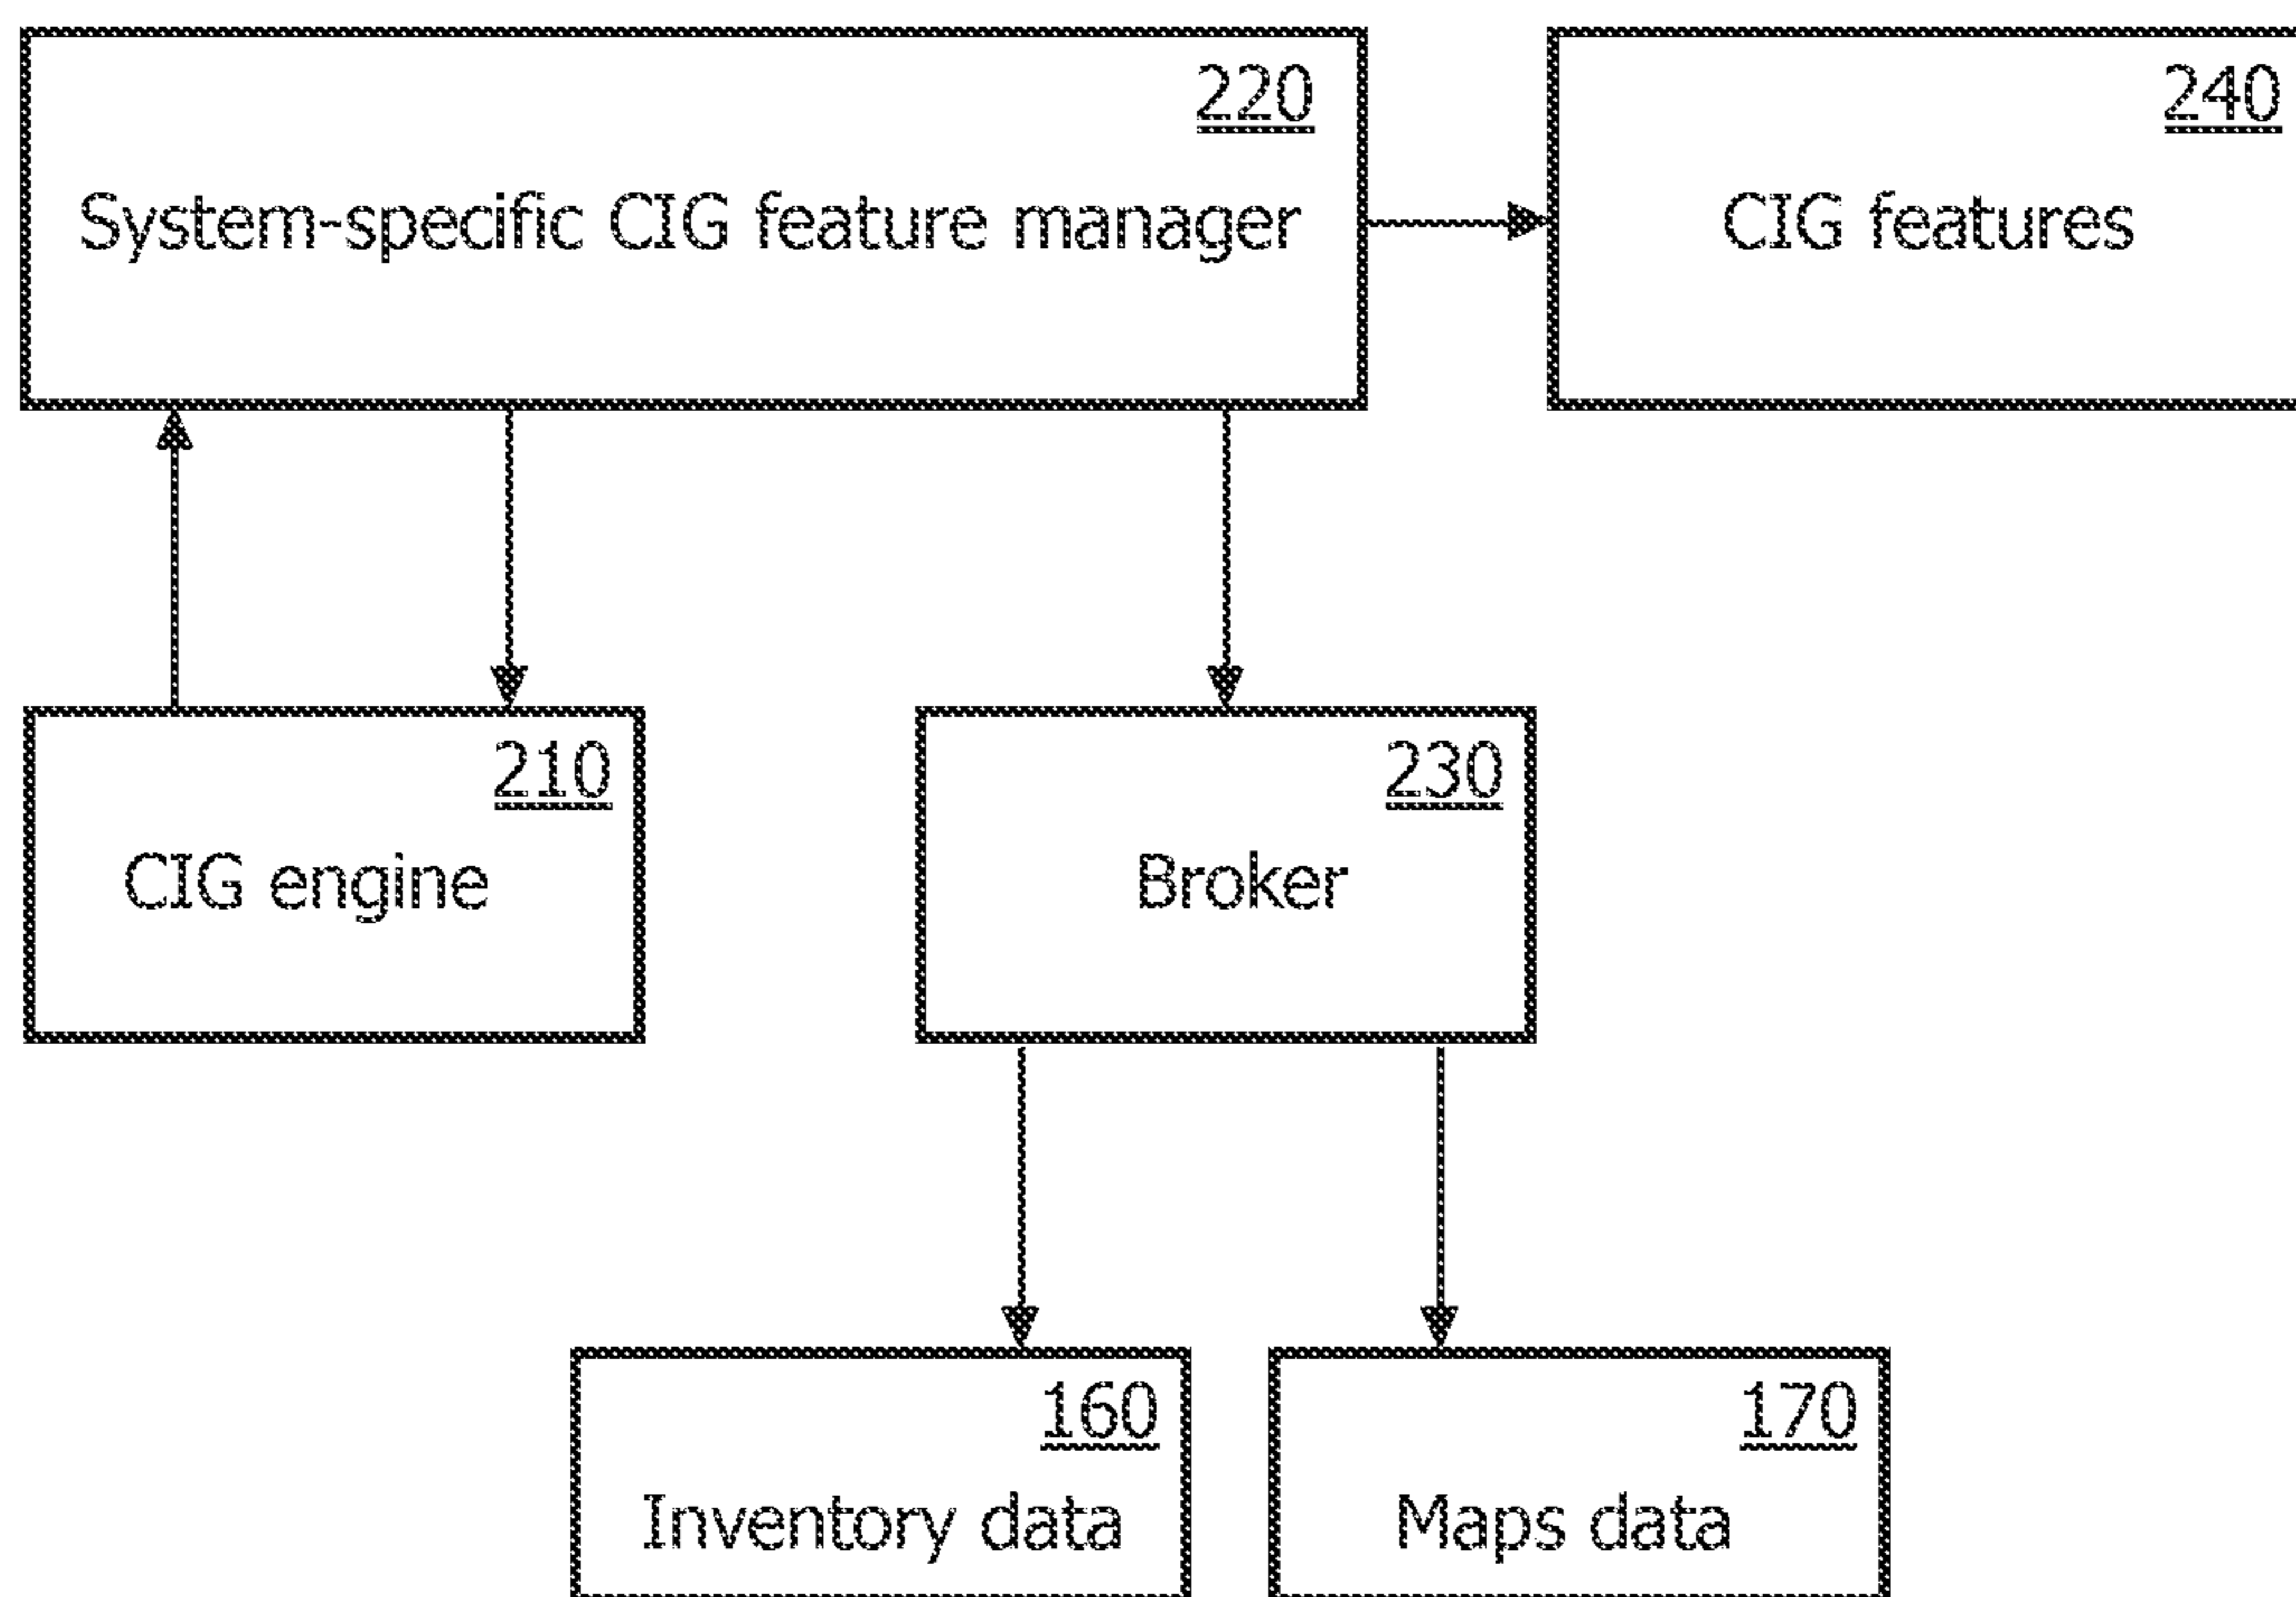 220
System-specific CIG feature manager
240
CIG features
210
CIG engine
230
Broker
160
Inventory data
170
Maps data